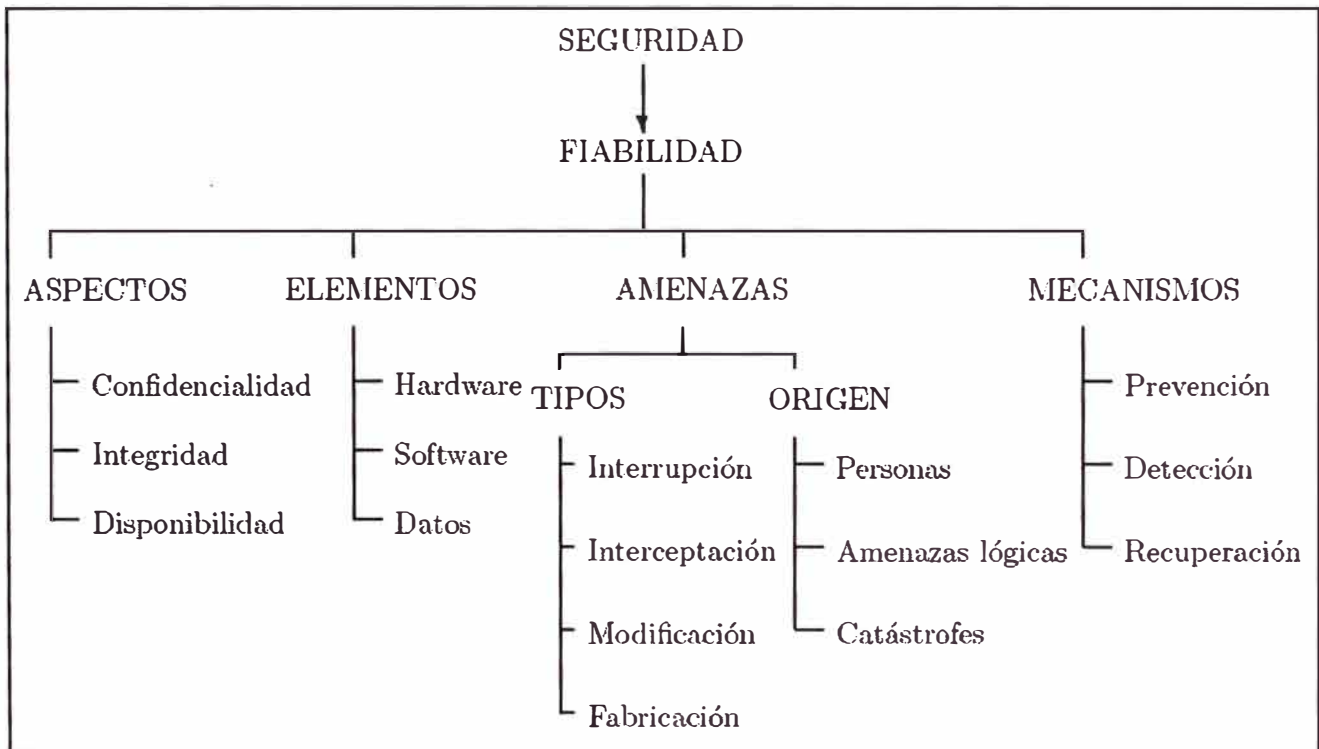 SEGURIDAD
FIABILIDAD
ASPECTOS ELEMENTOS AMENAZAS MECANISMOS
Confidencialidad Hardware TIPOS ORIGEN Prevención
Integridad Software Interrupción Personas Detección
Disponibilidad Datos Interceptación Amenazas lógicas Recuperación
Modificación Catástrofes
Fabricación